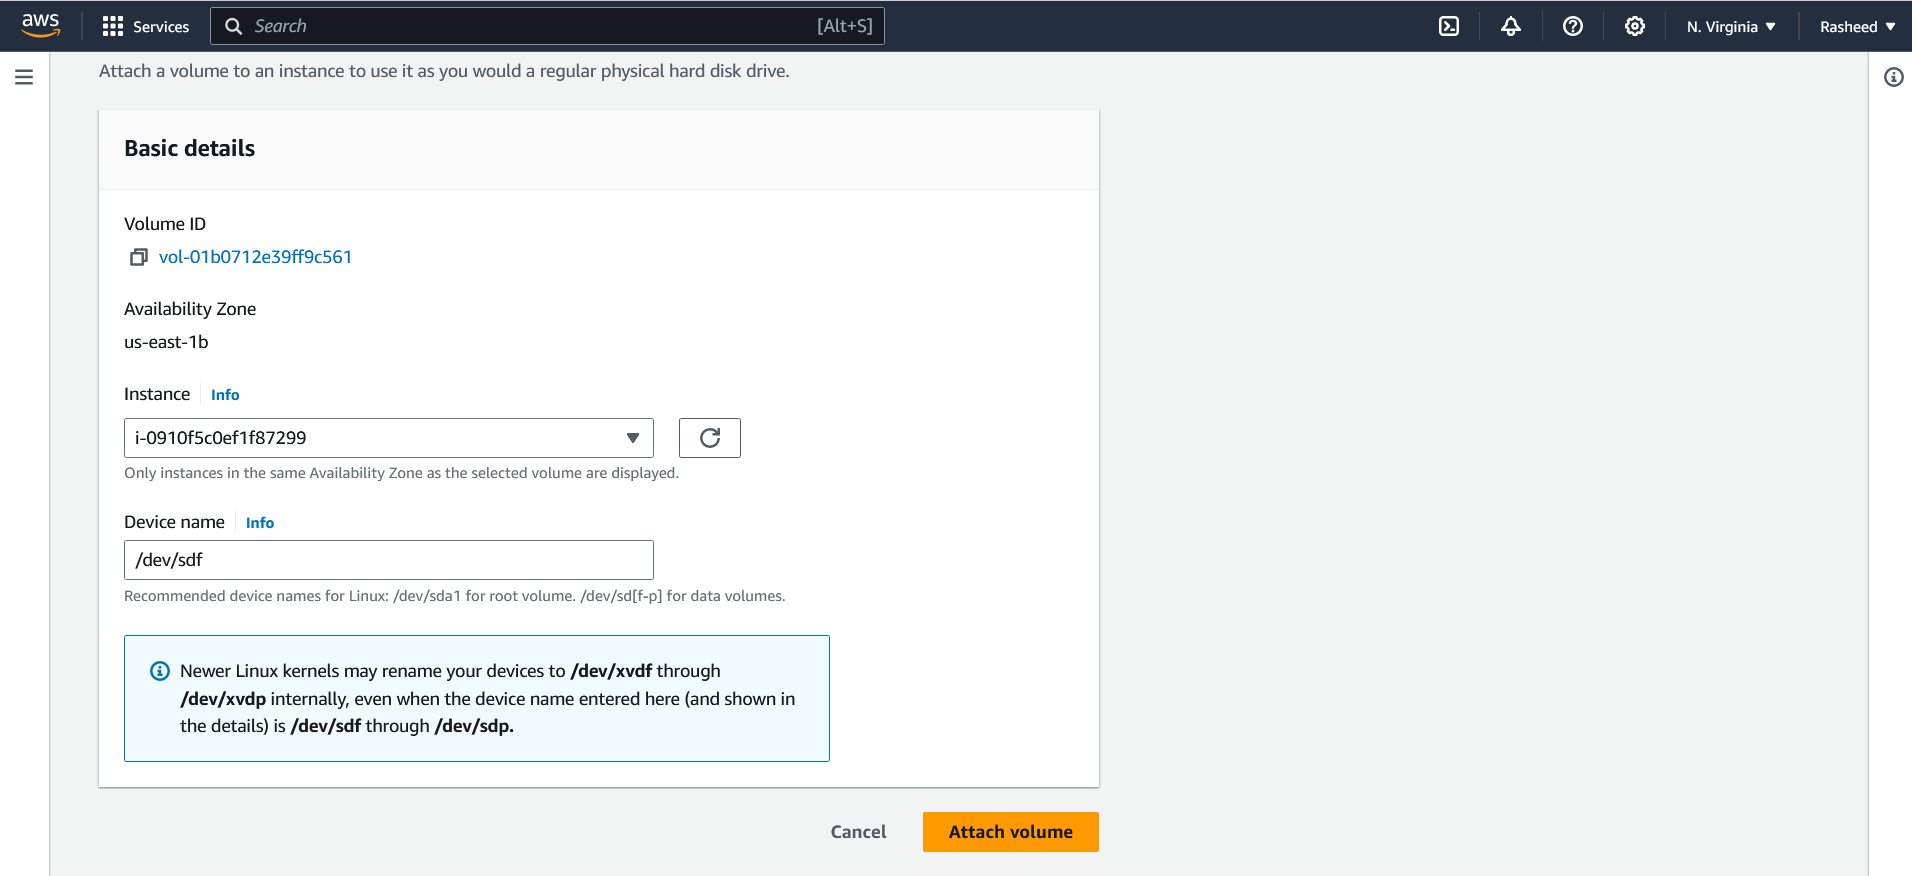 aws Services Search [Alt+S] N. Virginia Rasheed
Attach a volume to an instance to use it as you would a regular physical hard disk drive.
Basic details
Volume ID
vol-01b0712e39ff9c561
Availability Zone
us-east-1b
Instance Info
i-0910f5c0ef1f87299
Only instances in the same Availability Zone as the selected volume are displayed.
Device name Info
/dev/sdf
Recommended device names for Linux: /dev/sda1 for root volume. /dev/sd[f-p] for data volumes.
Newer Linux kernels may rename your devices to /dev/xvdf through
/dev/xvdp internally, even when the device name entered here (and shown in
the details) is /dev/sdf through /dev/sdp.
Cancel Attach volume